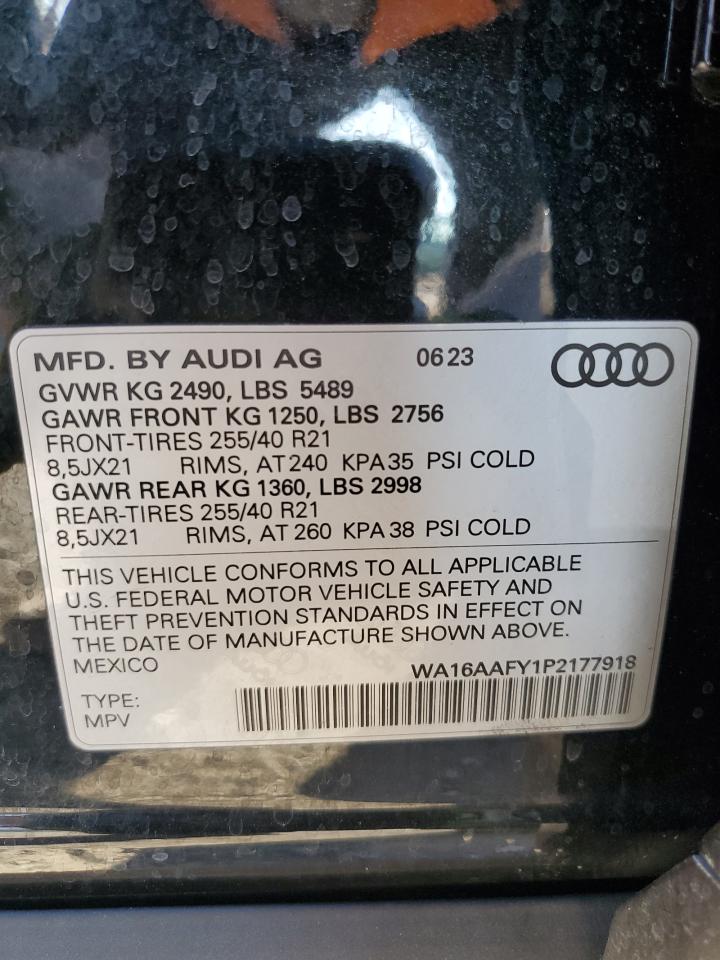 MFD. BY AUDI AG 06 23
GVWR KG 2490, LBS 5489
GAWR FRONT KG 1250, LBS 2756
FRONT-TIRES 255/40 R21
8,5JX21 RIMS, AT 240 KPA 35 PSI COLD
GAWR REAR KG 1360, LBS 2998
REAR-TIRES 255/40 R21
8,5JX21 RIMS, AT 260 KPA 38 PSI COLD
THIS VEHICLE CONFORMS TO ALL APPLICABLE
U.S. FEDERAL MOTOR VEHICLE SAFETY AND
THEFT PREVENTION STANDARDS IN EFFECT ON
THE DATE OF MANUFACTURE SHOWN ABOVE.
MEXICO WA16AAFY1P2177918
TYPE:
MPV